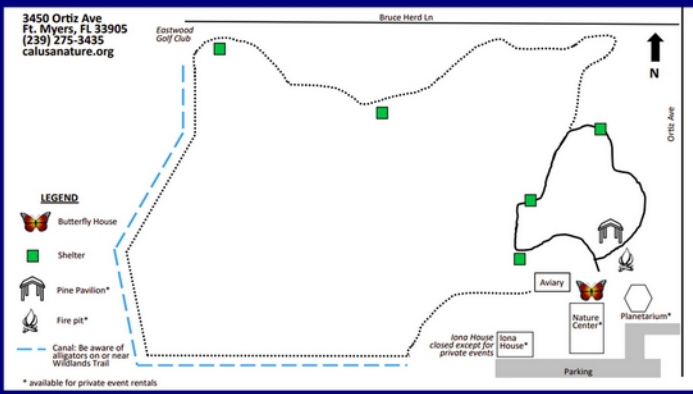 3450 Ortiz Ave
Ft. Myers, FL 33905
(239) 275-3435
calusanature.org
Eastwood
Golf Club
Bruce Herd Ln
N
Ortiz Ave
LEGEND
Butterfly House
Shelter
Pine Pavilion*
Fire pit*
Canal: Be aware of
alligators on or near
Wildlands Trail
* available for private event rentals
Aviary
Nature
Center*
Planetarium*
Iona House
closed except for
private events
Iona
House*
Parking